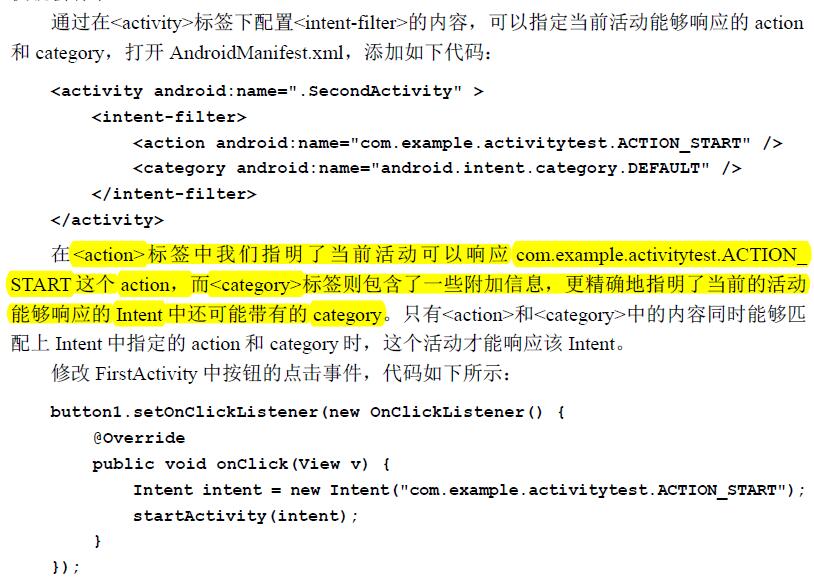 通过在<activity>标签下配置<intent-filter>的内容，可以指定当前活动能够响应的 action
和 category，打开 AndroidManifest.xml，添加如下代码：
<activity android:name=".SecondActivity" >
<intent-filter>
<action android:name="com.example.activitytest.ACTION_START" />
<category android:name="android.intent.category.DEFAULT" />
</intent-filter>
</activity>
在<action>标签中我们指明了当前活动可以响应 com.example.activitytest.ACTION_
START 这个 action，而<category>标签则包含了一些附加信息，更精确地指明了当前的活动
能够响应的 Intent 中还可能带有的 category。只有<action>和<category>中的内容同时能够匹
配上 Intent 中指定的 action 和 category 时，这个活动才能响应该 Intent。
修改 FirstActivity 中按钮的点击事件，代码如下所示：
button1.setOnClickListener(new OnClickListener() {
@Override
public void onClick(View v) {
Intent intent = new Intent("com.example.activitytest.ACTION_START");
startActivity(intent);
}
});